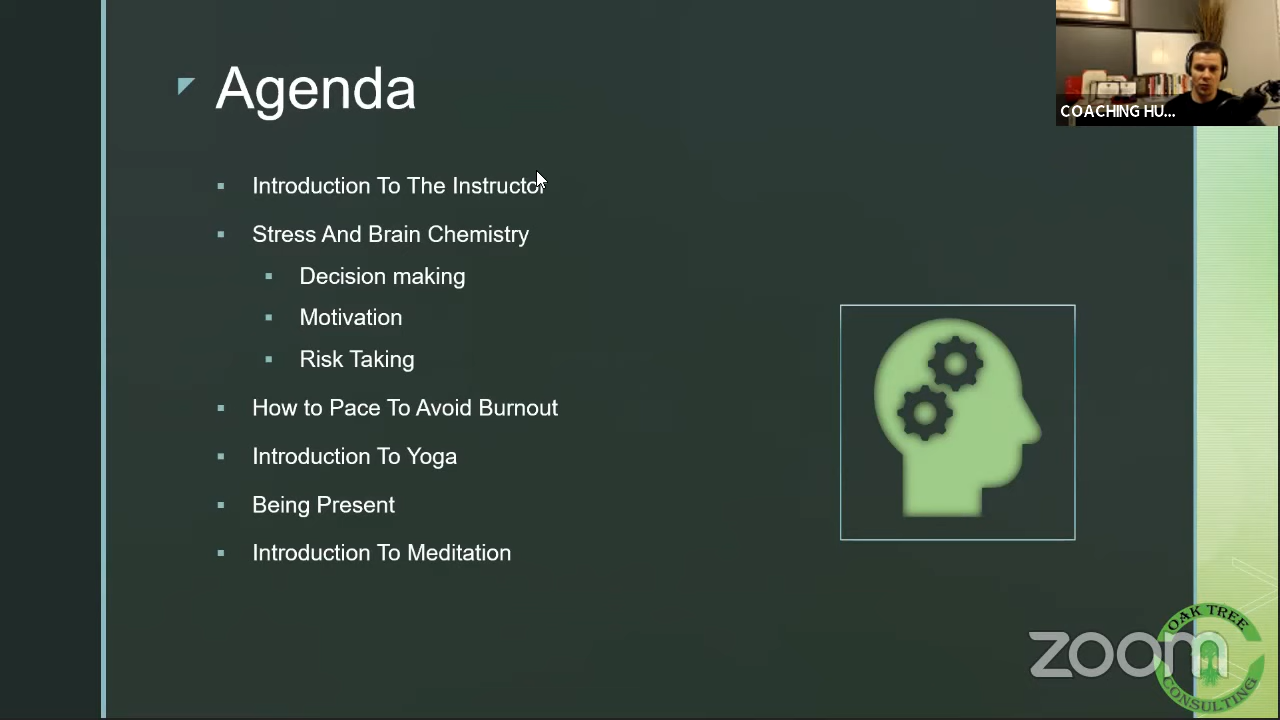 Agenda
COACHING HU...
Introduction To The Instructor
Stress And Brain Chemistry
Decision making
Motivation
Risk Taking
How to Pace To Avoid Burnout
Introduction To Yoga
Being Present
Introduction To Meditation
zoom
OAK TREE
CONSULTING